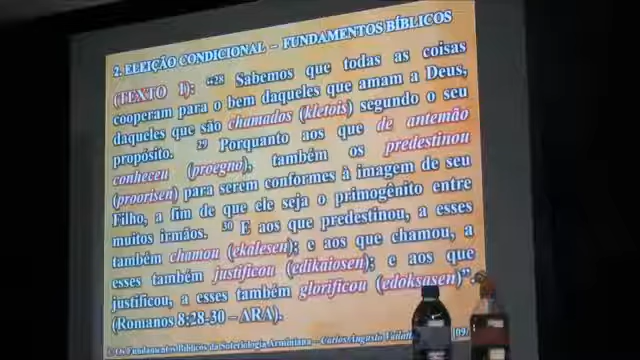 2. ELEIÇÃO CONDICIONAL – FUNDAMENTOS BÍBLICOS
(TEXTO I): “28 Sabemos que todas as coisas
cooperam para o bem daqueles que amam a Deus,
daqueles que são chamados (kletois) segundo o seu
propósito. 29 Porquanto aos que de antemão
conheceu (proegno), também os predestinou
(proorisen) para serem conformes à imagem de seu
Filho, a fim de que ele seja o primogênito entre
muitos irmãos. 30 E aos que predestinou, a esses
também chamou (ekalesen); e aos que chamou, a
esses também justificou (edikaiosen); e aos que
justificou, a esses também glorificou (edoksasen)”.
(Romanos 8:28-30 – ARA).
Os Fundamentos Bíblicos da Soteriologia Arminiana – Carlos Augusto